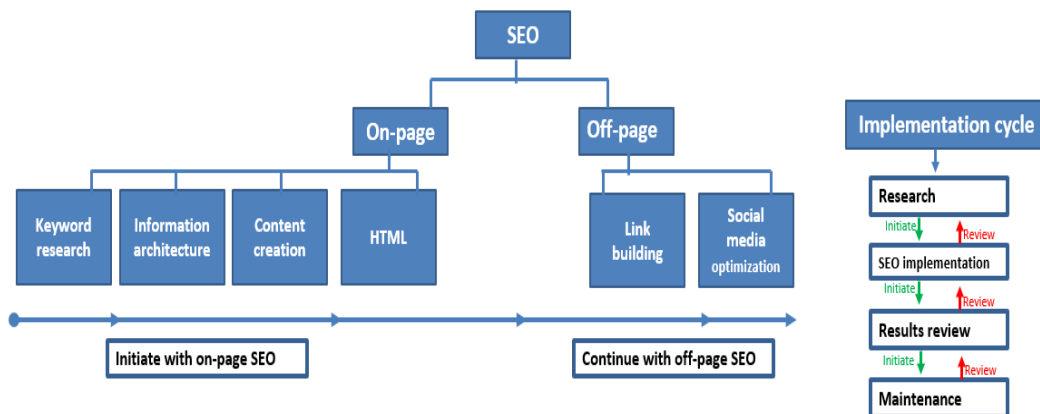 SEO
On-page
Off-page
Keyword
research
Information
architecture
Content
creation
HTML
Link
building
Social
media
optimization
Initiate with on-page SEO
Continue with off-page SEO
Implementation cycle
Research
Initiate
Review
SEO implementation
Initiate
Review
Results review
Initiate
Review
Maintenance